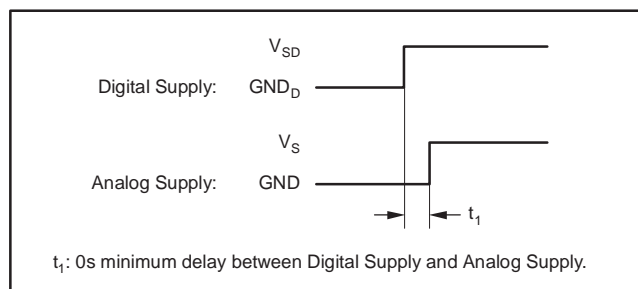 V_SD
Digital Supply: GND_D
V_S
Analog Supply: GND
t_1
t_1: 0s minimum delay between Digital Supply and Analog Supply.